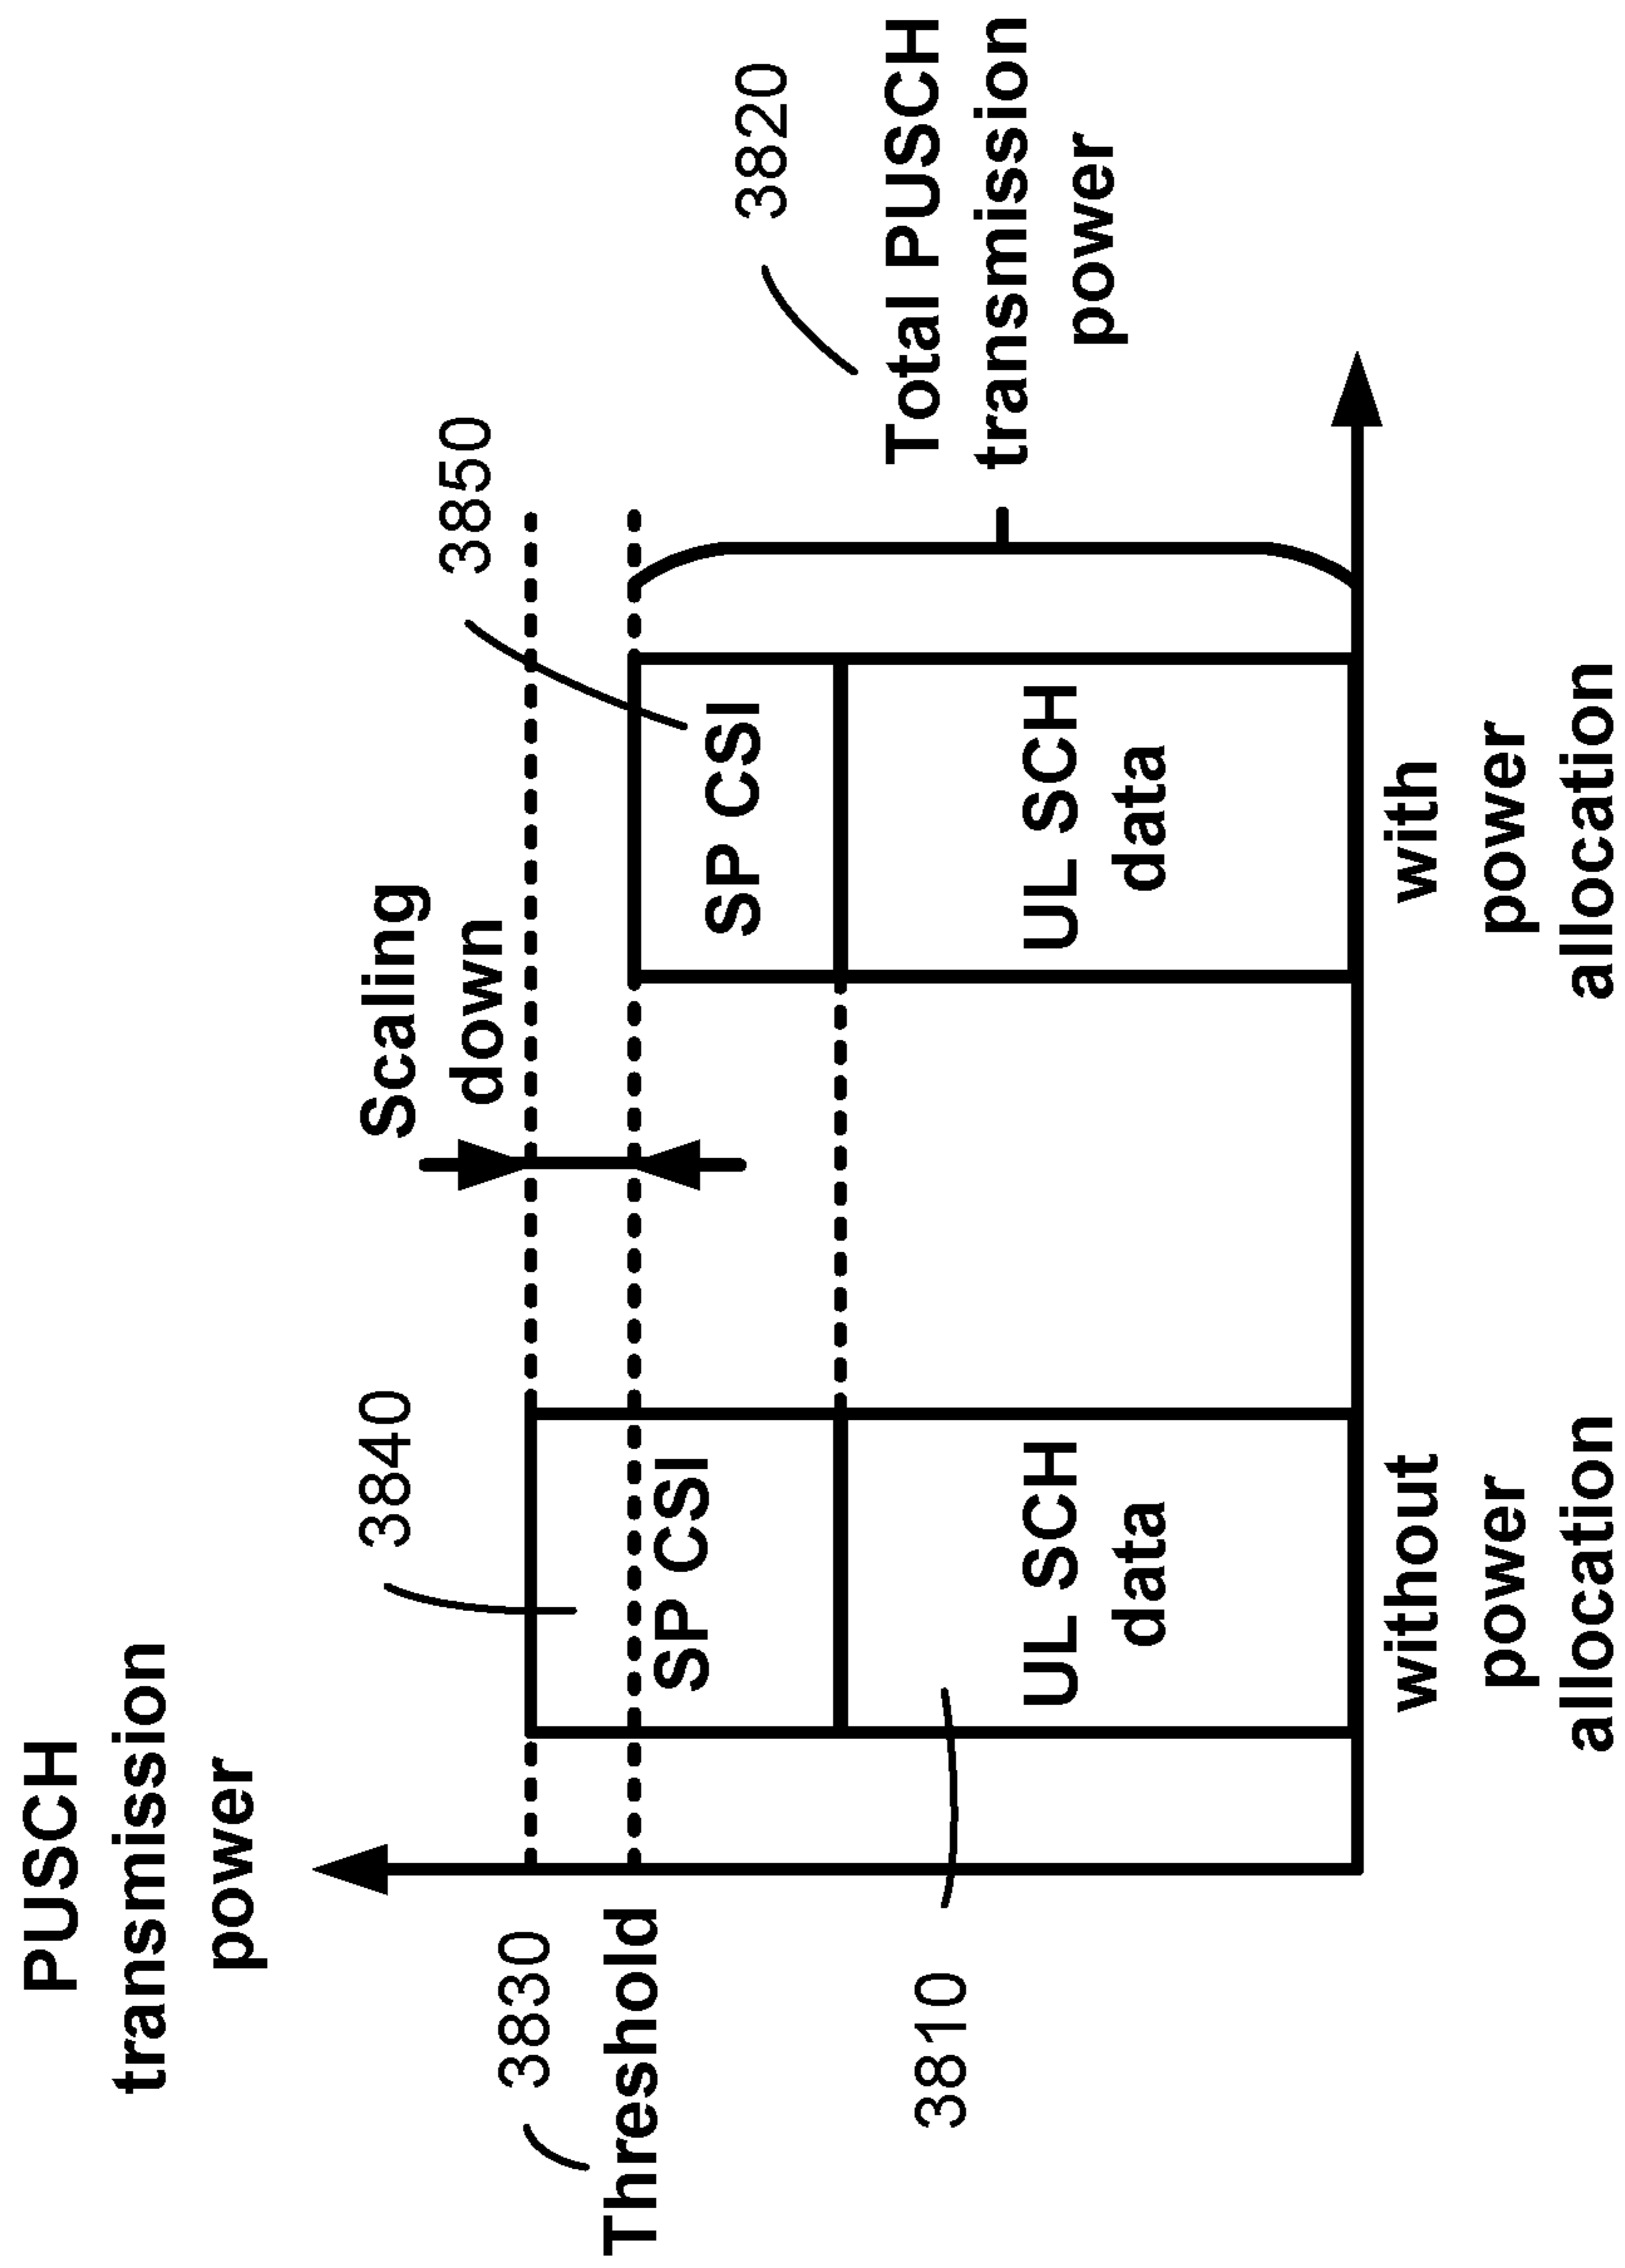 PUSCH
transmission
power
3830
Threshold
3810
3840
SP CSI
UL SCH
data
without
power
allocation
Scaling
down
3850
SP CSI
UL SCH
data
with
power
allocation
3820
Total PUSCH
transmission
power